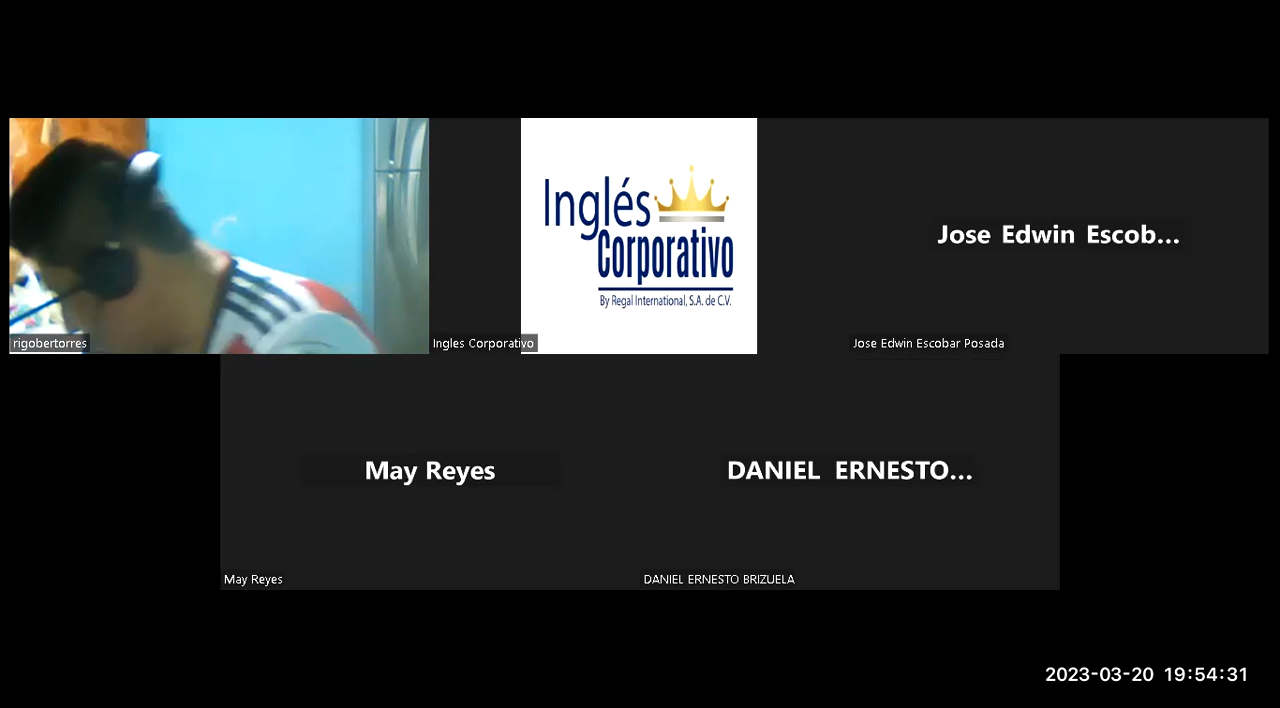 Inglés
Corporativo
By Regal International, S.A. de C.V.
Jose Edwin Escob...
rigobertorres
Ingles Corporativo
Jose Edwin Escobar Posada
May Reyes
DANIEL ERNESTO...
May Reyes
DANIEL ERNESTO BRIZUELA
2023-03-20 19:54:31